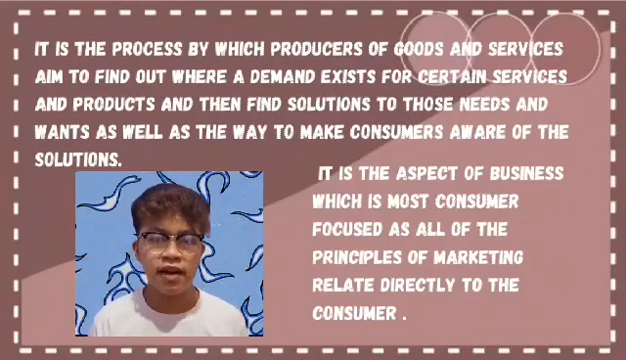 IT IS THE PROCESS BY WHICH PRODUCERS OF GOODS AND SERVICES
AIM TO FIND OUT WHERE A DEMAND EXISTS FOR CERTAIN SERVICES
AND PRODUCTS AND THEN FIND SOLUTIONS TO THOSE NEEDS AND
WANTS AS WELL AS THE WAY TO MAKE CONSUMERS AWARE OF THE
SOLUTIONS.
IT IS THE ASPECT OF BUSINESS
WHICH IS MOST CONSUMER
FOCUSED AS ALL OF THE
PRINCIPLES OF MARKETING
RELATE DIRECTLY TO THE
CONSUMER .